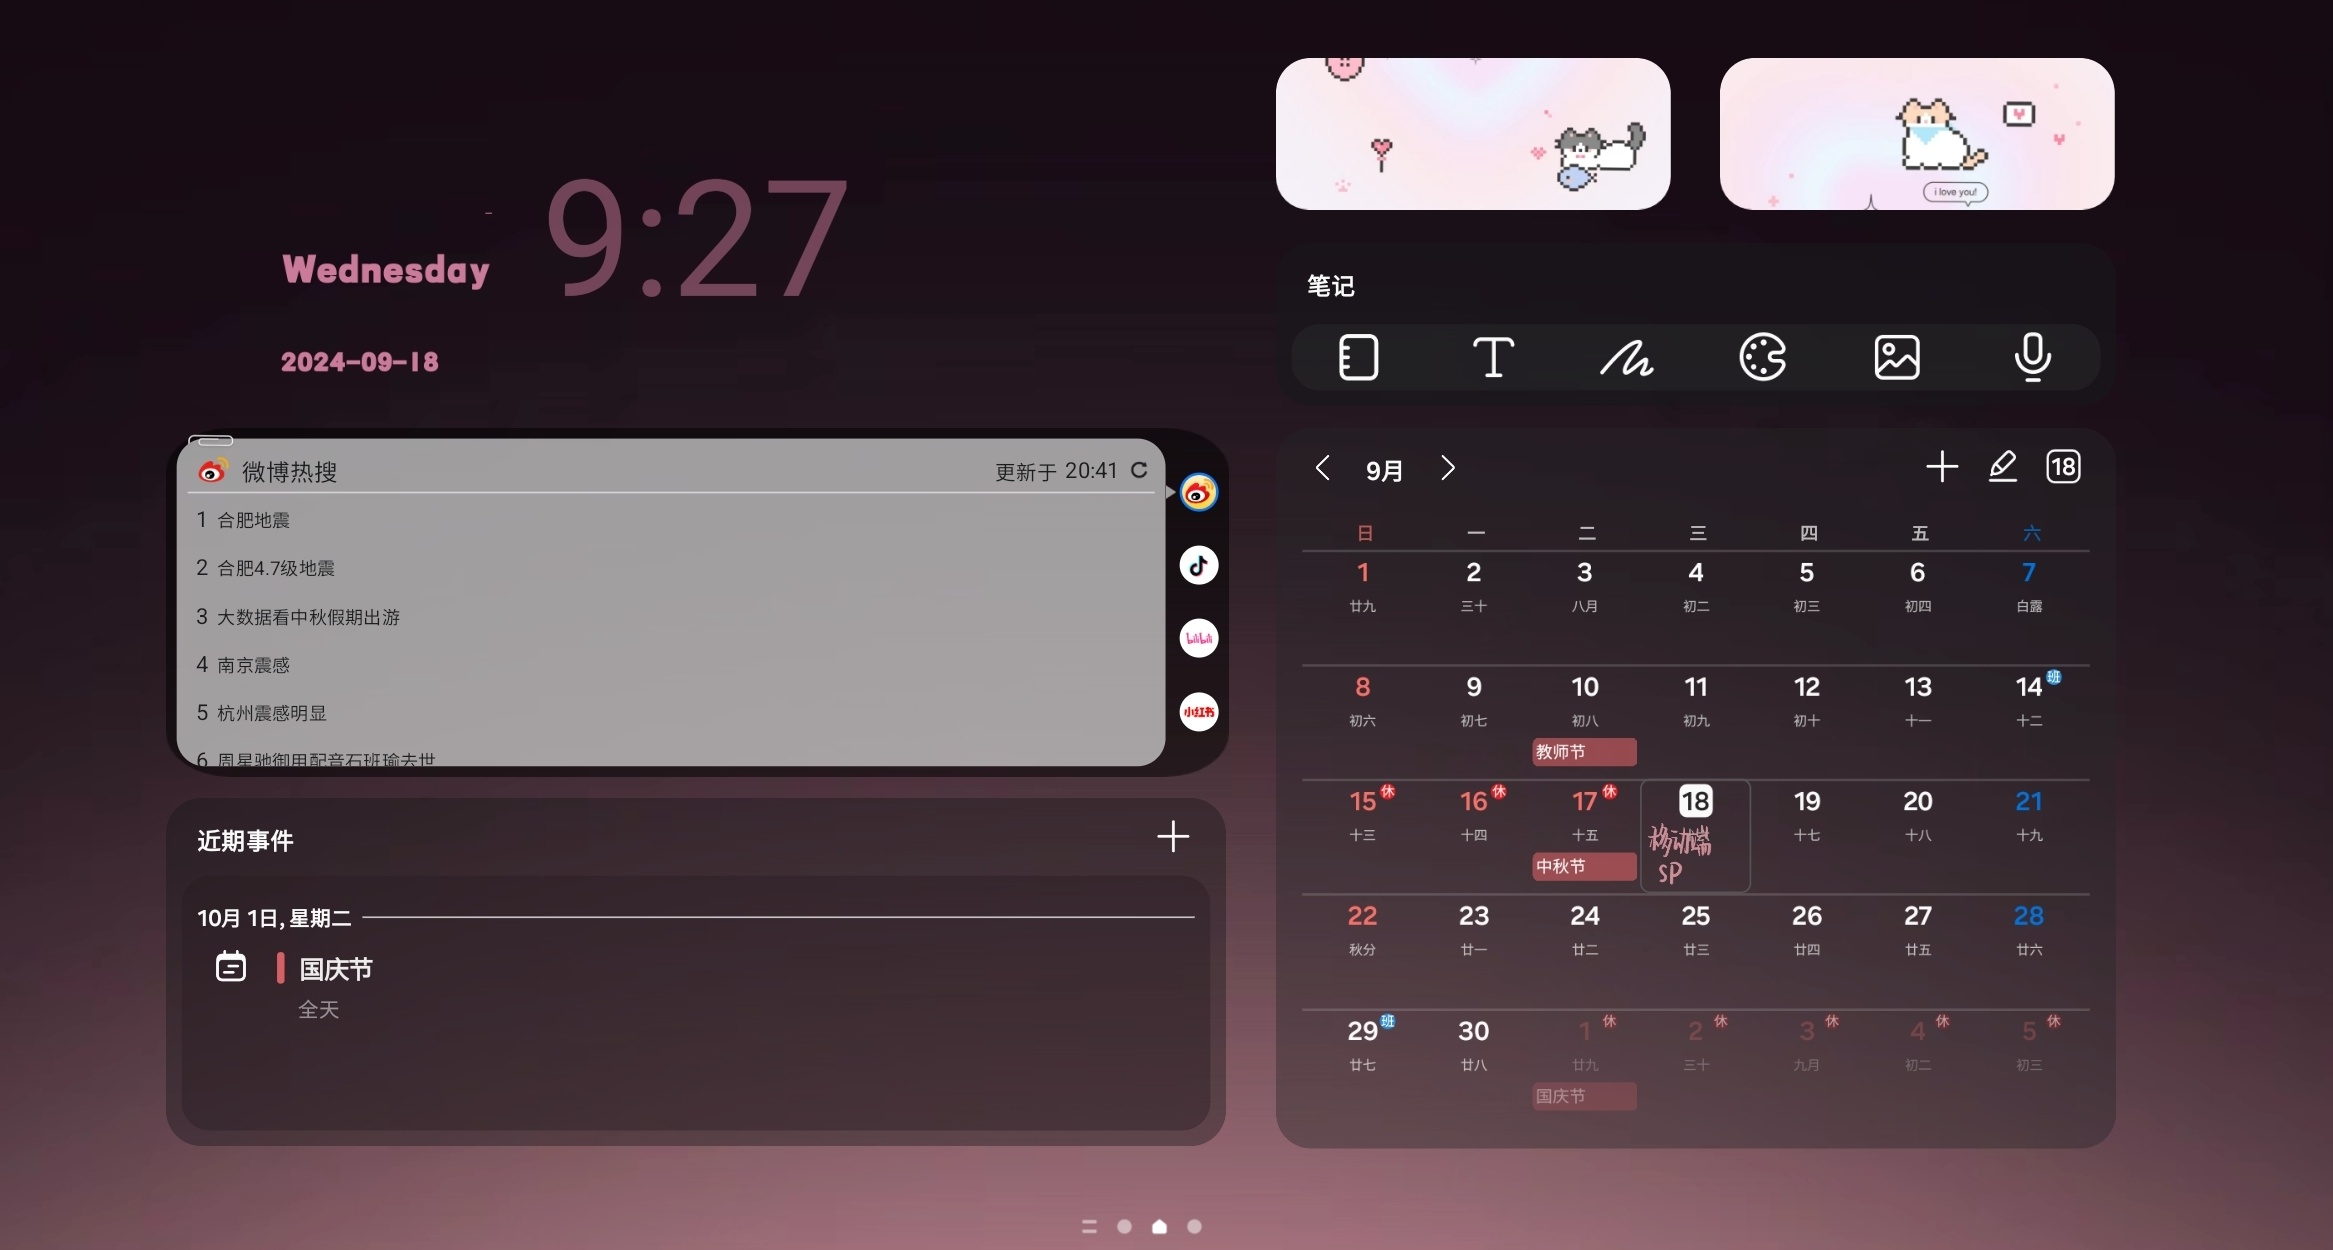 9:27
Wednesday
2024-09-18
i love you!
笔记
微博热搜
更新于 20:41
1 合肥地震
2 合肥4.7级地震
3 大数据看中秋假期出游
4 南京震感
5 杭州震感明显
6 周星驰御用配音石班瑜去世
bilibili
小红书
近期事件
10月 1日, 星期二
国庆节
全天
9月
18
日 一 二 三 四 五 六
1 2 3 4 5 6 7
廿九 三十 八月 初二 初三 初四 白露
8 9 10 11 12 13 14 班
初六 初七 初八 初九 初十 十一 十二
教师节
15 休 16 休 17 休 18 19 20 21
十三 十四 十五 移动端 十七 十八 十九
中秋节 SP
22 23 24 25 26 27 28
秋分 廿一 廿二 廿三 廿四 廿五 廿六
29 班 30 1 休 2 休 3 休 4 休 5 休
廿七 廿八 廿九 三十 九月 初二 初三
国庆节